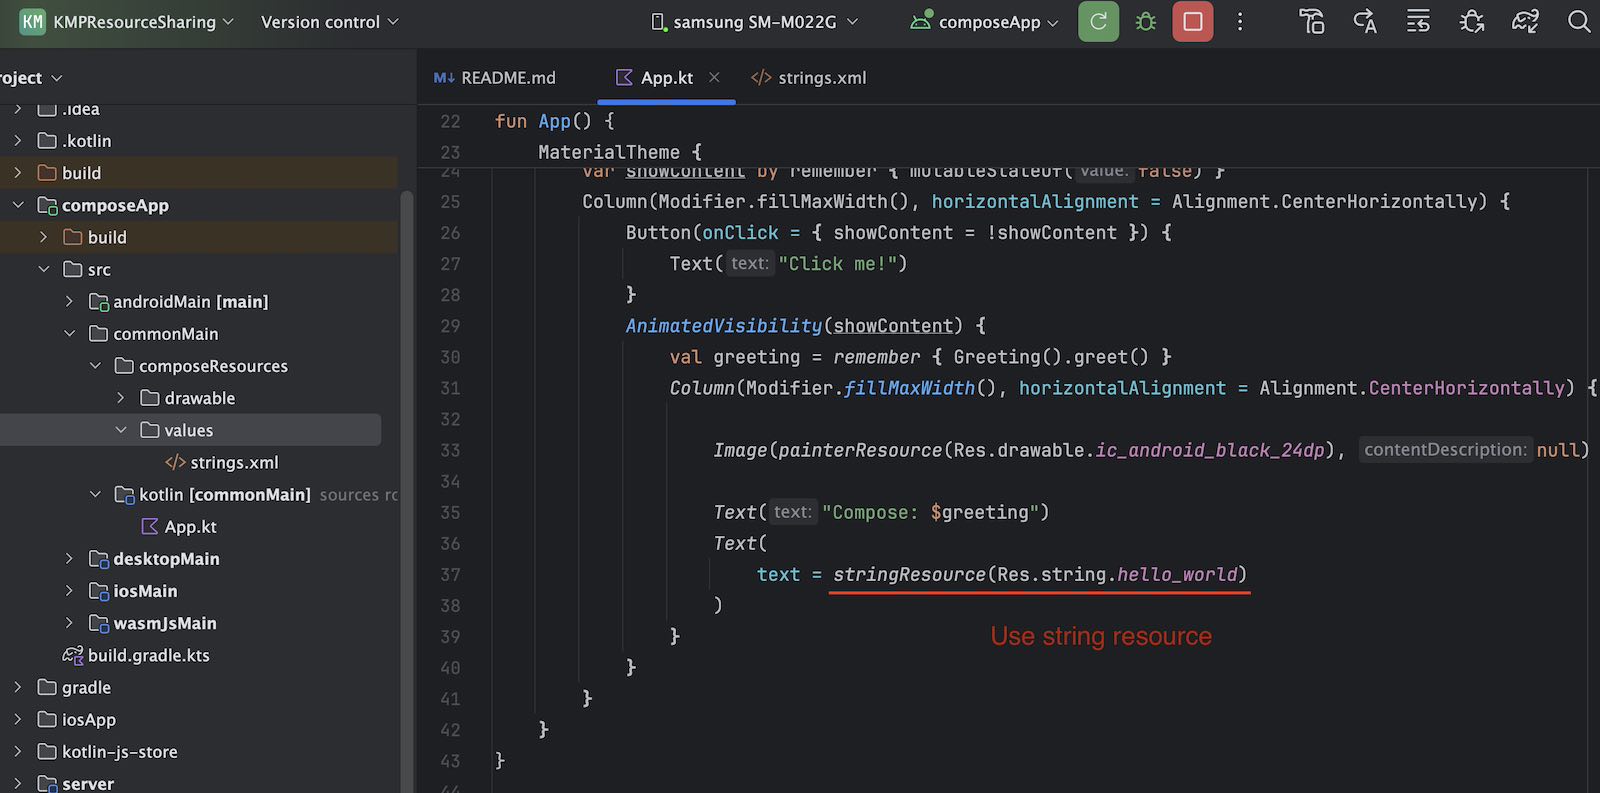 KM KMPResourceSharing Version control samsung SM-M022G composeApp
roject M↓ README.md App.kt </> strings.xml
.idea
.kotlin
build
composeApp
build
src
androidMain [main]
commonMain
composeResources
drawable
values
</> strings.xml
kotlin [commonMain] sources ro
App.kt
desktopMain
iosMain
wasmJsMain
build.gradle.kts
gradle
iosApp
kotlin-js-store
server
22 fun App() {
23 MaterialTheme {
24 var showContent by remember { mutableStateOf( value: false) }
25 Column(Modifier.fillMaxWidth(), horizontalAlignment = Alignment.CenterHorizontally) {
26 Button(onClick = { showContent = !showContent }) {
27 Text( text: "Click me!")
28 }
29 AnimatedVisibility(showContent) {
30 val greeting = remember { Greeting().greet() }
31 Column(Modifier.fillMaxWidth(), horizontalAlignment = Alignment.CenterHorizontally) {
32
33 Image(painterResource(Res.drawable.ic_android_black_24dp), contentDescription: null)
34
35 Text( text: "Compose: $greeting")
36 Text(
37 text = stringResource(Res.string.hello_world)
38 )
39 }
Use string resource
40 }
41 }
42 }
43 }
44